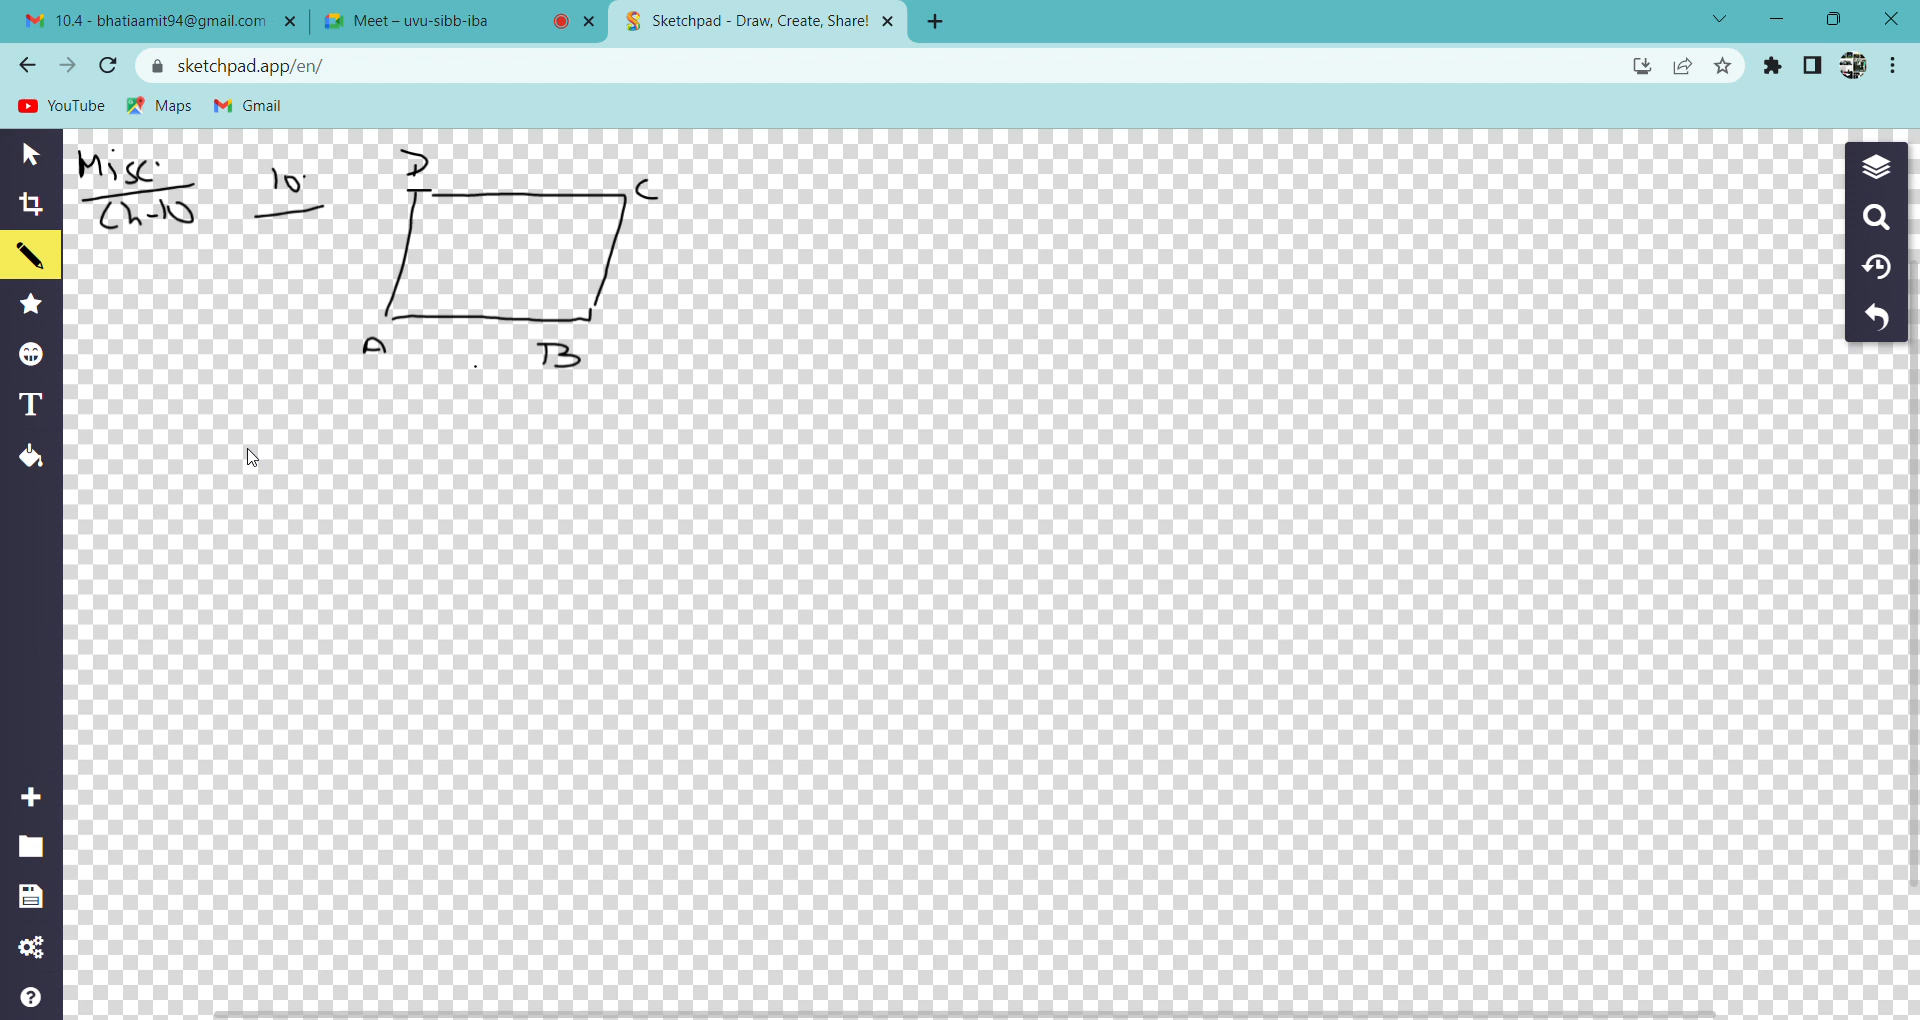 10.4 - bhatiaamit94@gmail.com
Meet – uvu-sibb-iba
Sketchpad - Draw, Create, Share!
sketchpad.app/en/
YouTube
Maps
Gmail
Misc.
Ch-10
10.
D
C
A
B
T